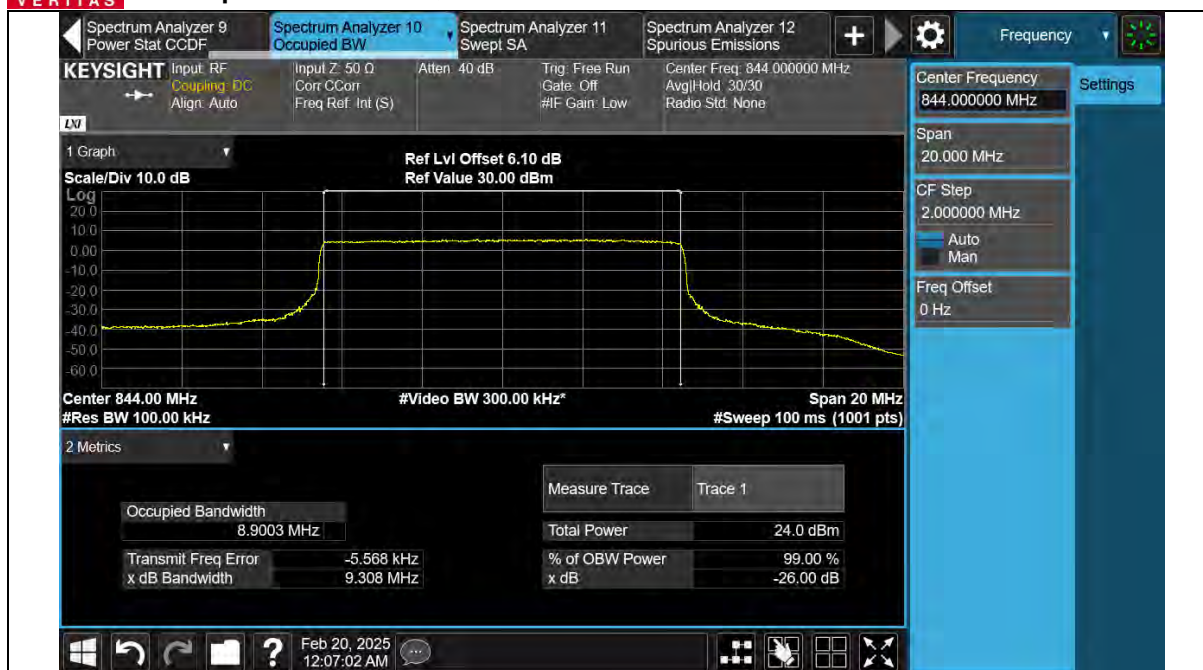 VERITAS
Spectrum Analyzer 9
Power Stat CCDF
Spectrum Analyzer 10
Occupied BW
Spectrum Analyzer 11
Swept SA
Spectrum Analyzer 12
Spurious Emissions
+
Frequency
KEYSIGHT
Input: RF
Coupling: DC
Align: Auto
Input Z: 50 Ω
Corr CCorr
Freq Ref: Int (S)
Atten: 40 dB
Trig: Free Run
Gate: Off
#IF Gain: Low
Center Freq: 844.000000 MHz
Avg|Hold: 30/30
Radio Std: None
LXI
Center Frequency
844.000000 MHz
Settings
Span
20.000 MHz
CF Step
2.000000 MHz
Auto
Man
Freq Offset
0 Hz
1 Graph
Scale/Div 10.0 dB
Ref Lvl Offset 6.10 dB
Ref Value 30.00 dBm
Log
20.0
10.0
0.00
-10.0
-20.0
-30.0
-40.0
-50.0
-60.0
Center 844.00 MHz
#Video BW 300.00 kHz*
Span 20 MHz
#Res BW 100.00 kHz
#Sweep 100 ms (1001 pts)
2 Metrics
Measure Trace Trace 1
Occupied Bandwidth
8.9003 MHz
Total Power 24.0 dBm
Transmit Freq Error -5.568 kHz
% of OBW Power 99.00 %
x dB Bandwidth 9.308 MHz
x dB -26.00 dB
?
Feb 20, 2025
12:07:02 AM